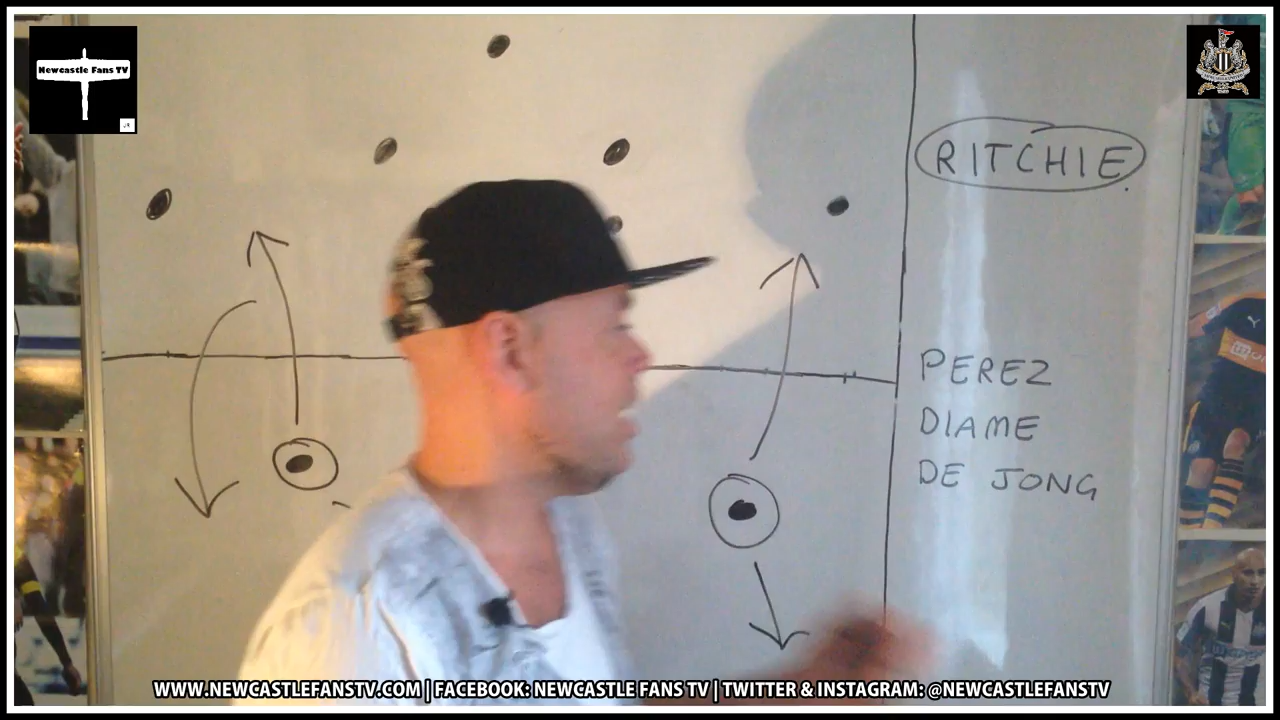 Newcastle Fans TV
RITCHIE
PEREZ
DIAME
DE JONG
WWW.NEWCASTLEFANSTV.COM | FACEBOOK: NEWCASTLE FANS TV | TWITTER & INSTAGRAM: @NEWCASTLEFANSTV